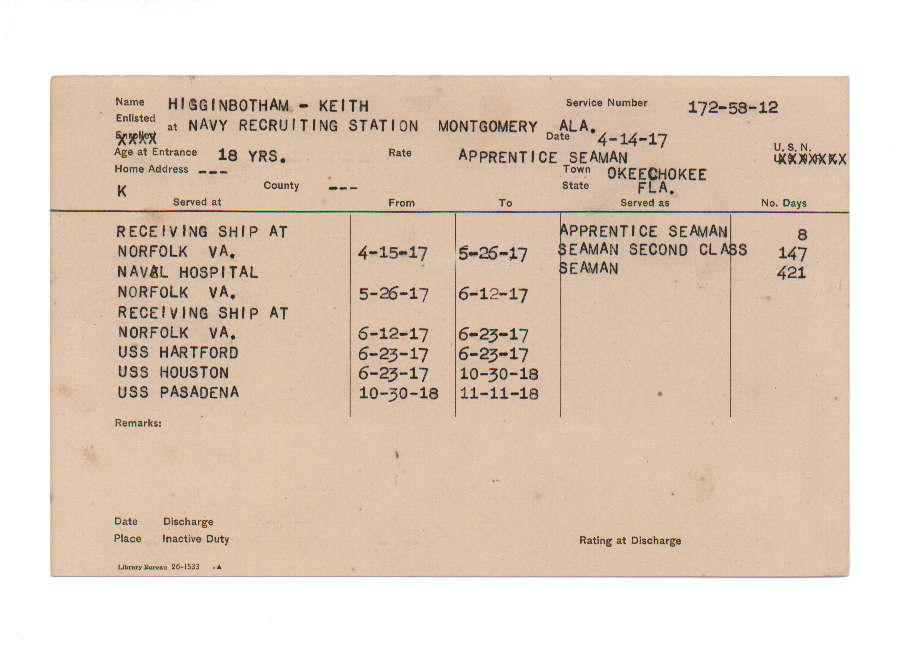 Name HIGGINBOTHAM - KEITH Service Number 172-58-12
Enlisted
Enrolled at NAVY RECRUITING STATION MONTGOMERY ALA. Date 4-14-17
Age at Entrance 18 YRS. Rate APPRENTICE SEAMAN U. S. N.
Home Address --- Town OKEECHOKEE
K County --- State FLA.
Served at From To Served as No. Days
RECEIVING SHIP AT APPRENTICE SEAMAN 8
NORFOLK VA. 4-15-17 5-26-17 SEAMAN SECOND CLASS 147
NAVAL HOSPITAL SEAMAN 421
NORFOLK VA. 5-26-17 6-12-17
RECEIVING SHIP AT
NORFOLK VA. 6-12-17 6-23-17
USS HARTFORD 6-23-17 6-23-17
USS HOUSTON 6-23-17 10-30-18
USS PASADENA 10-30-18 11-11-18
Remarks:
Date Discharge
Place Inactive Duty Rating at Discharge
Library Bureau 26-1533 .▲